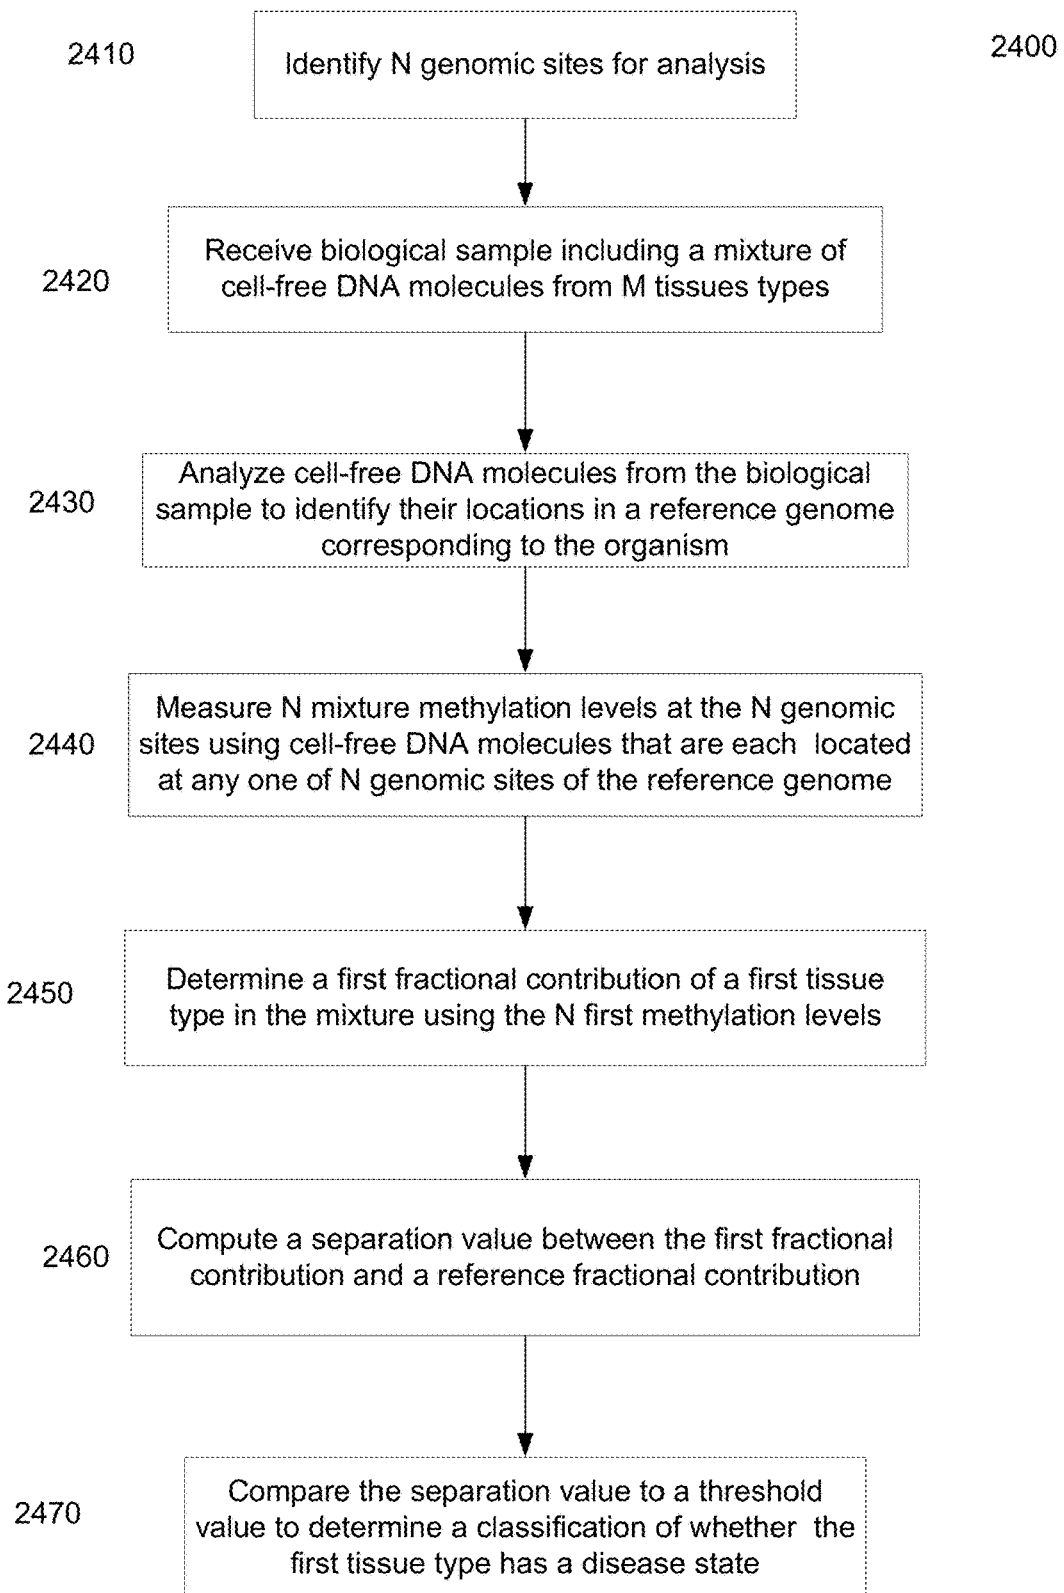 2410
2400
Identify N genomic sites for analysis
2420
Receive biological sample including a mixture of
cell-free DNA molecules from M tissues types
2430
Analyze cell-free DNA molecules from the biological
sample to identify their locations in a reference genome
corresponding to the organism
2440
Measure N mixture methylation levels at the N genomic
sites using cell-free DNA molecules that are each located
at any one of N genomic sites of the reference genome
2450
Determine a first fractional contribution of a first tissue
type in the mixture using the N first methylation levels
2460
Compute a separation value between the first fractional
contribution and a reference fractional contribution
2470
Compare the separation value to a threshold
value to determine a classification of whether the
first tissue type has a disease state